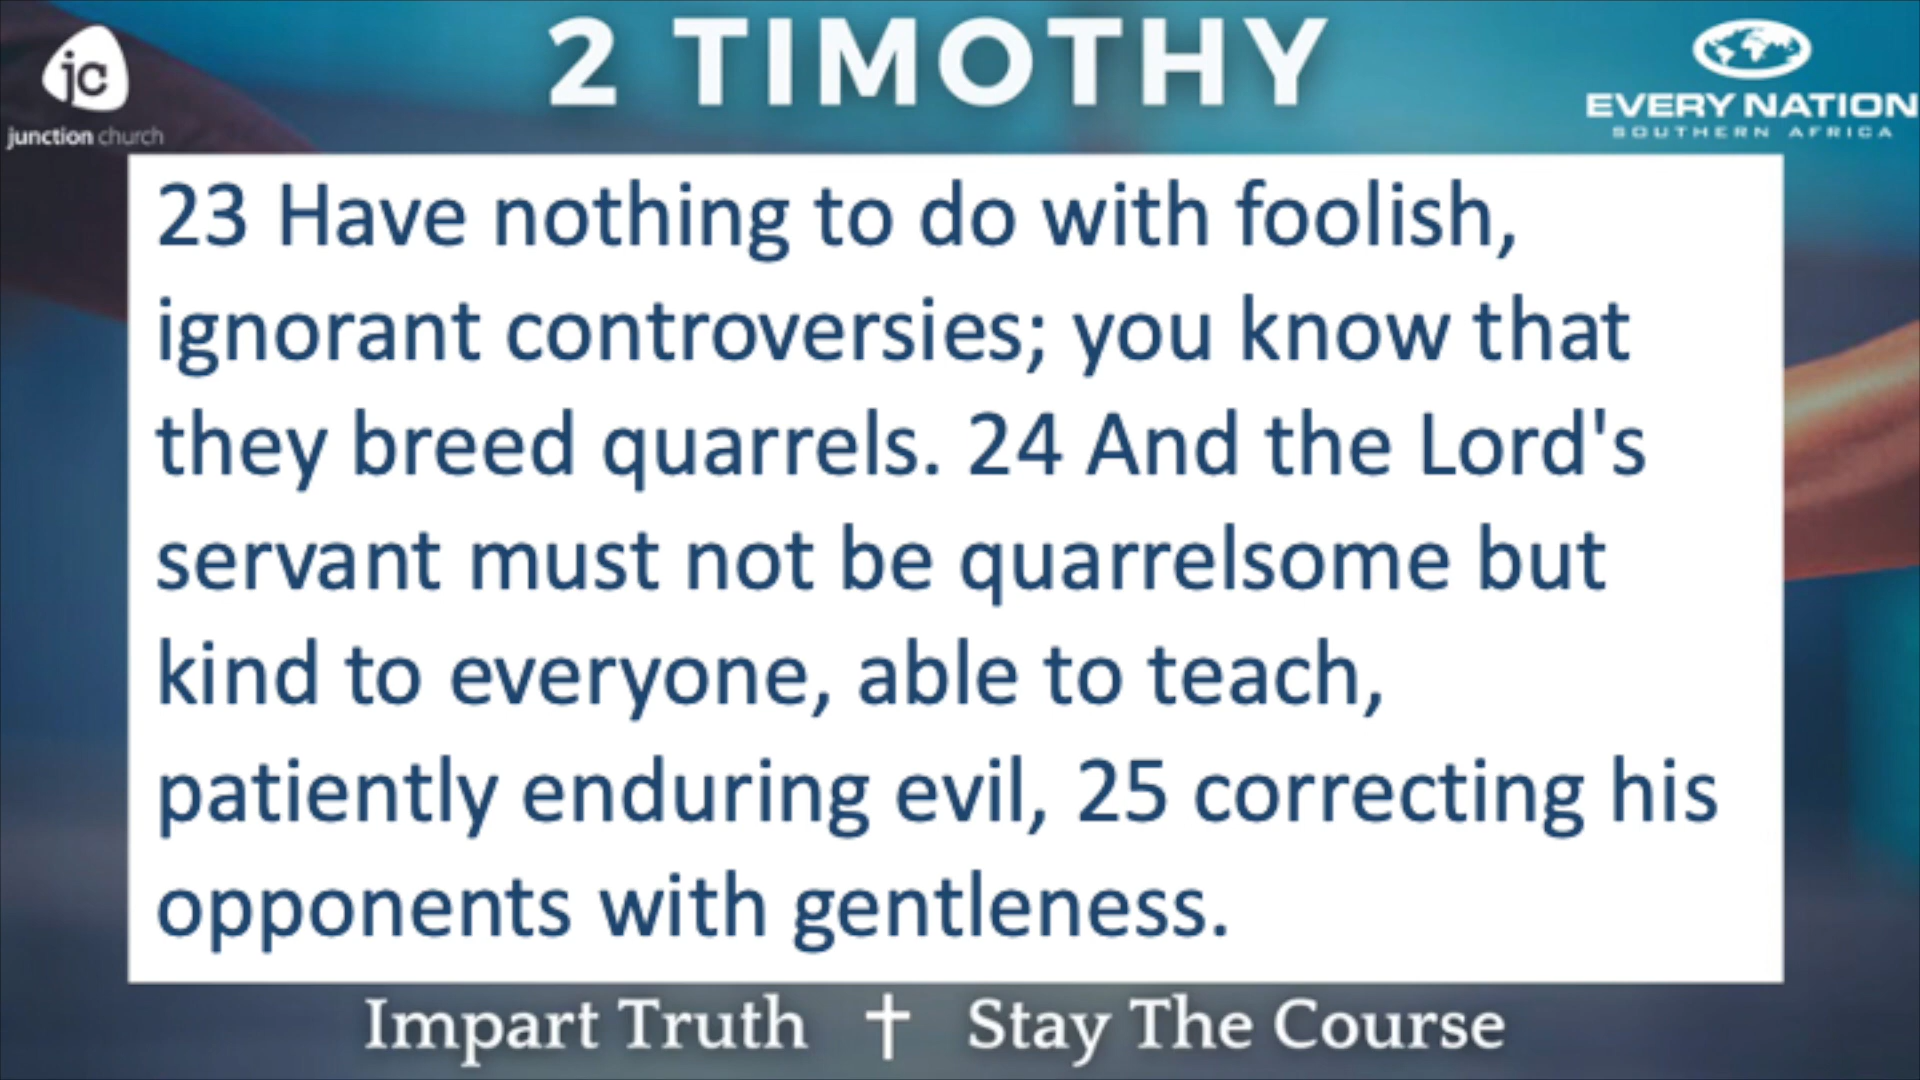 2 TIMOTHY
jc
junction church
EVERY NATION
SOUTHERN AFRICA
23 Have nothing to do with foolish,
ignorant controversies; you know that
they breed quarrels. 24 And the Lord's
servant must not be quarrelsome but
kind to everyone, able to teach,
patiently enduring evil, 25 correcting his
opponents with gentleness.
Impart Truth † Stay The Course